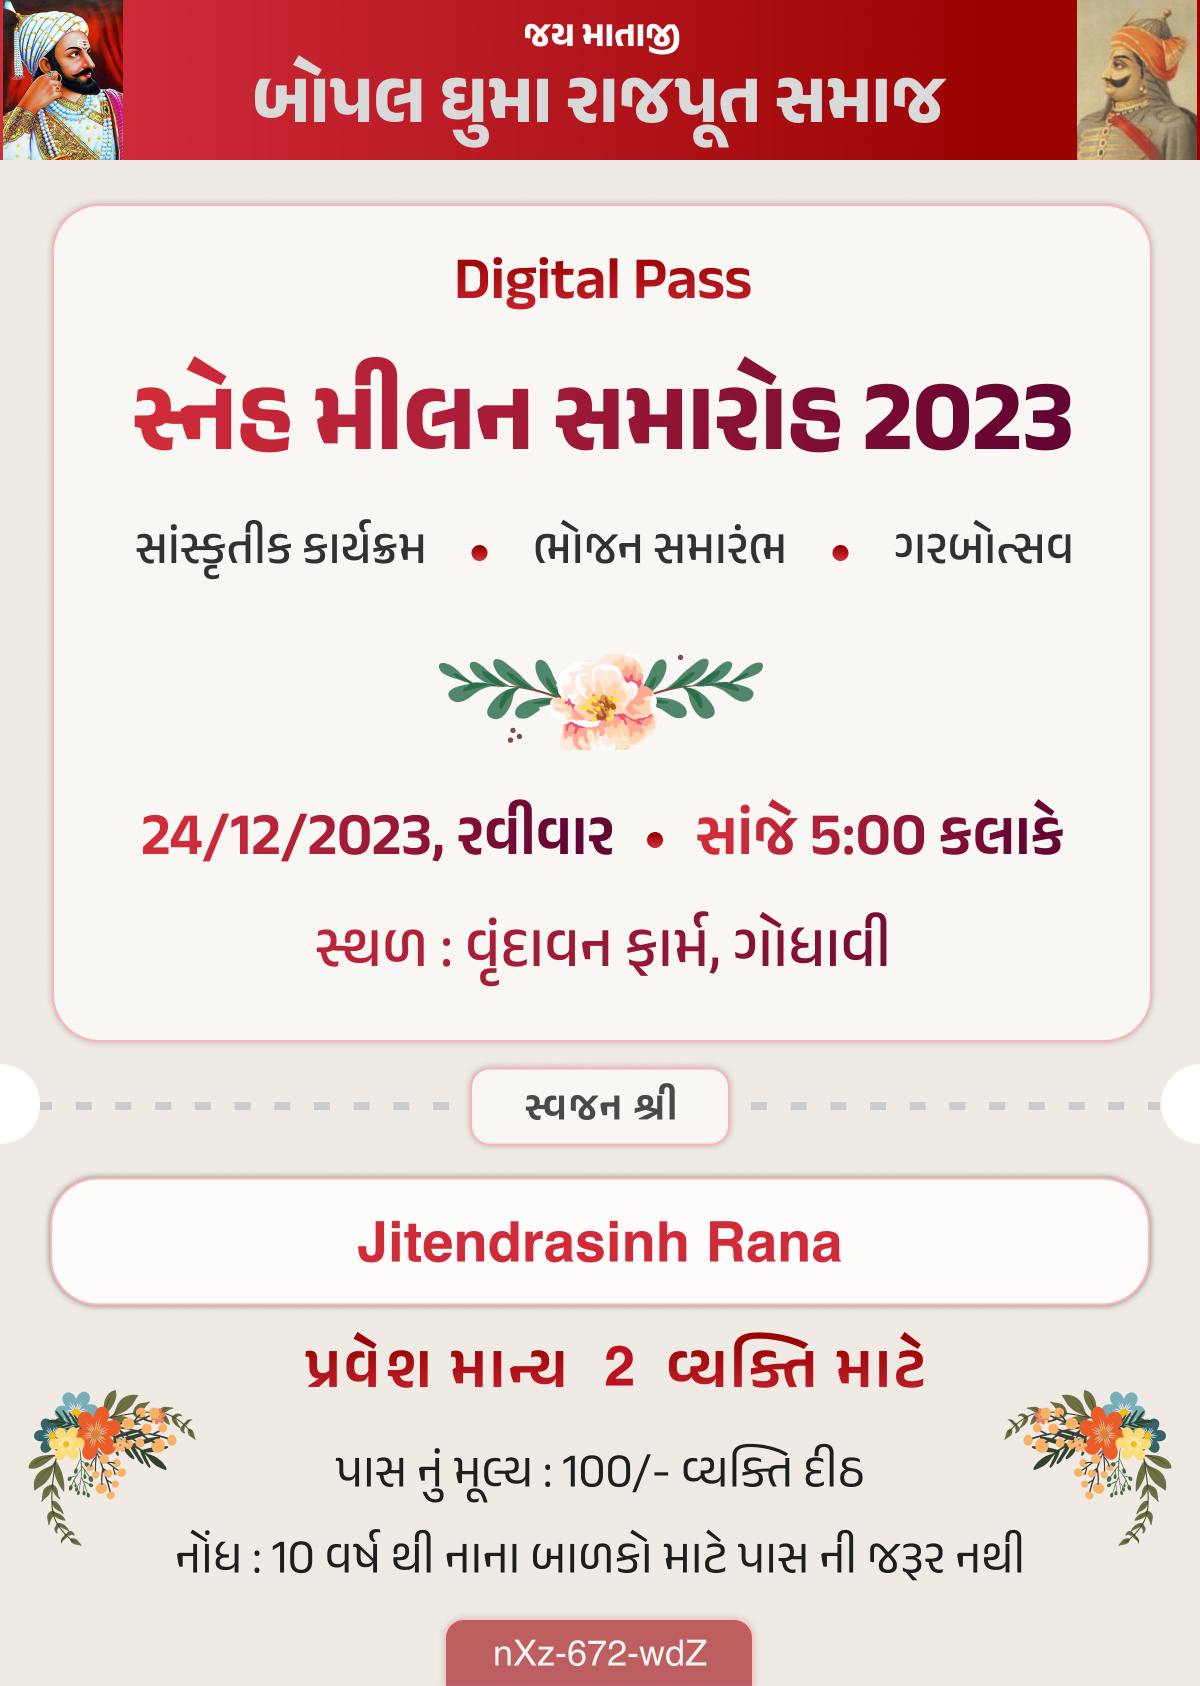 જય માતાજી
બોપલ ઘુમા રાજપૂત સમાજ
Digital Pass
સ્નેહ મીલન સમારોહ 2023
સાંસ્કૃતીક કાર્યક્રમ • ભોજન સમારંભ • ગરબોત્સવ
24/12/2023, રવીવાર • સાંજે 5:00 કલાકે
સ્થળ : વૃંદાવન ફાર્મ, ગોધાવી
સ્વજન શ્રી
Jitendrasinh Rana
પ્રવેશ માન્ય 2 વ્યક્તિ માટે
પાસ નું મૂલ્ય : 100/- વ્યક્તિ દીઠ
નોંધ : 10 વર્ષ થી નાના બાળકો માટે પાસ ની જરૂર નથી
nXz-672-wdZ